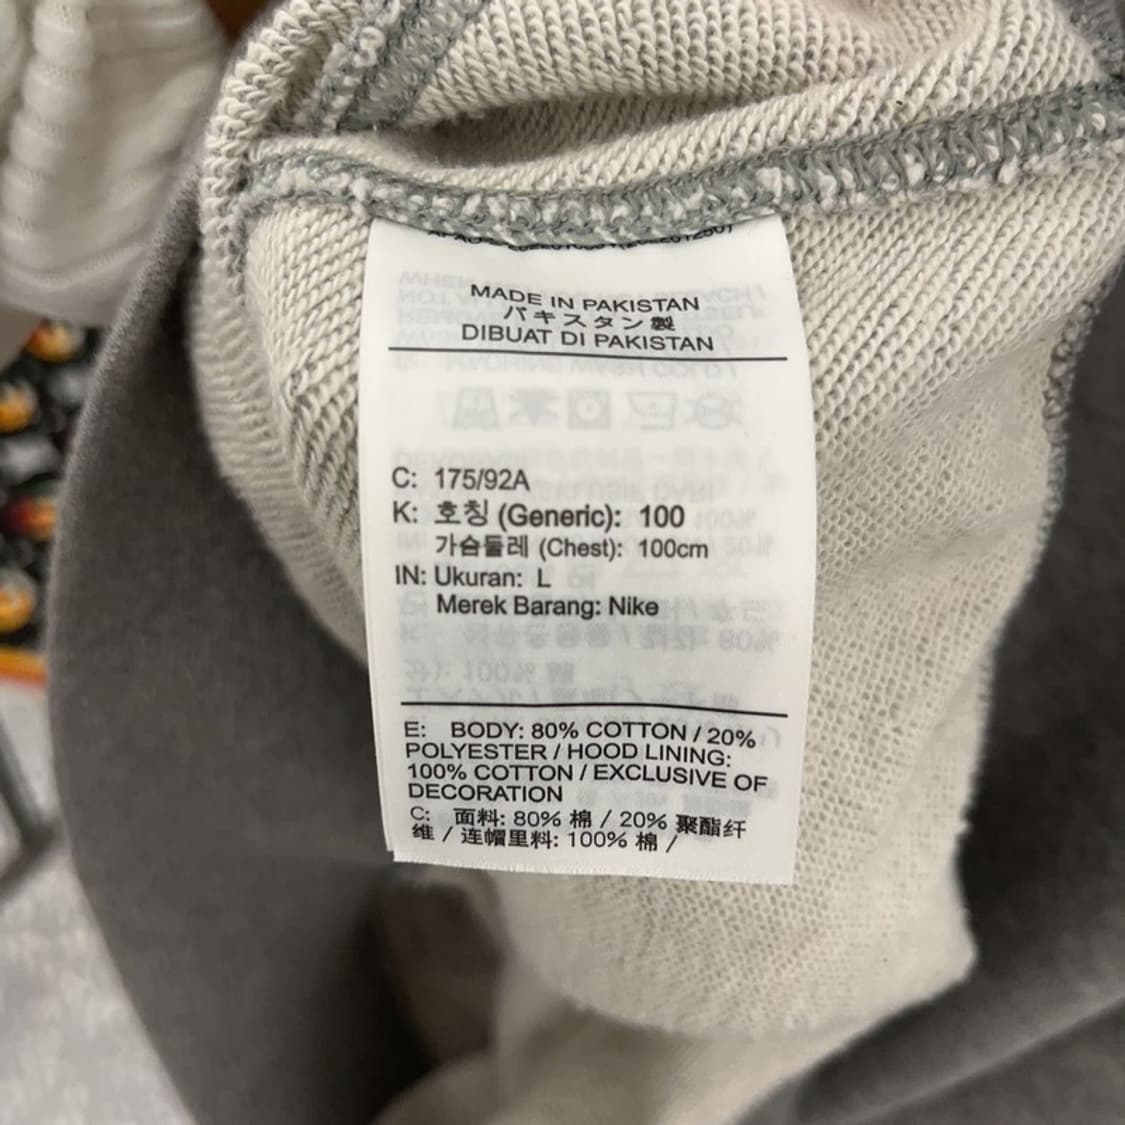 MADE IN PAKISTAN
パキスタン製
DIBUAT DI PAKISTAN
C: 175/92A
K: 호칭 (Generic): 100
가슴둘레 (Chest): 100cm
IN: Ukuran: L
Merek Barang: Nike
E: BODY: 80% COTTON / 20%
POLYESTER / HOOD LINING:
100% COTTON / EXCLUSIVE OF
DECORATION
C: 面料: 80% 棉 / 20% 聚酯纤
维 / 连帽里料: 100% 棉 /